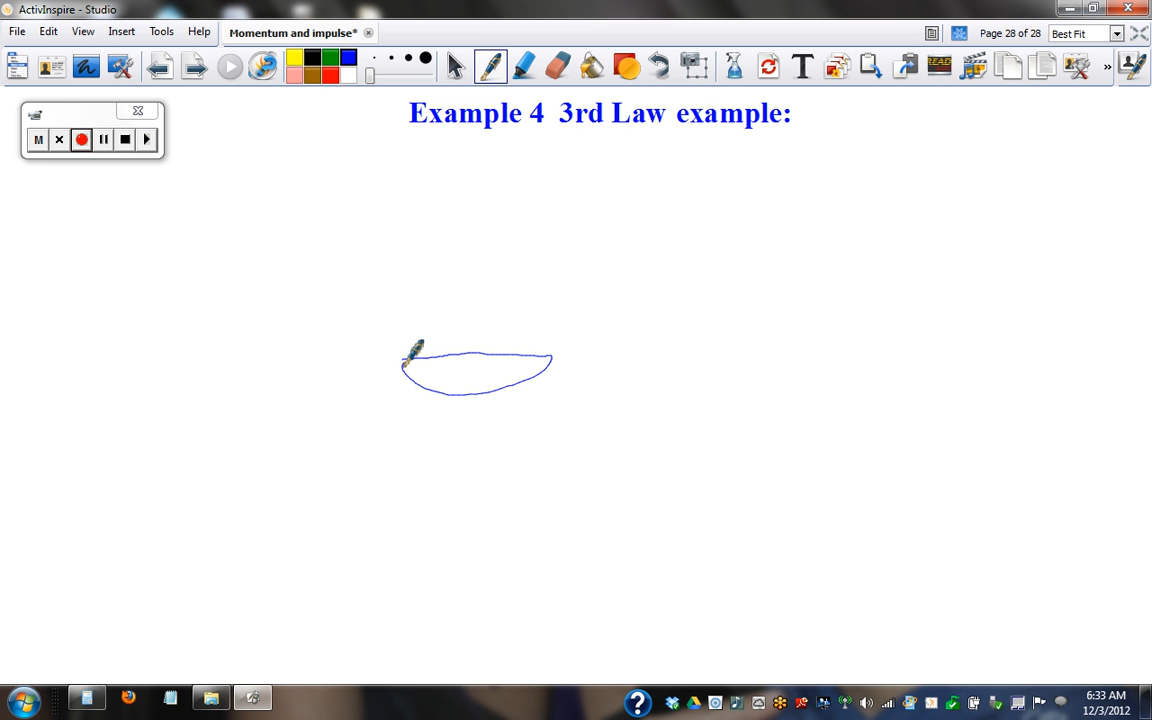 ActivInspire - Studio
File Edit View Insert Tools Help Momentum and impulse* Page 28 of 28 Best Fit
M
Example 4 3rd Law example:
6:33 AM
12/3/2012